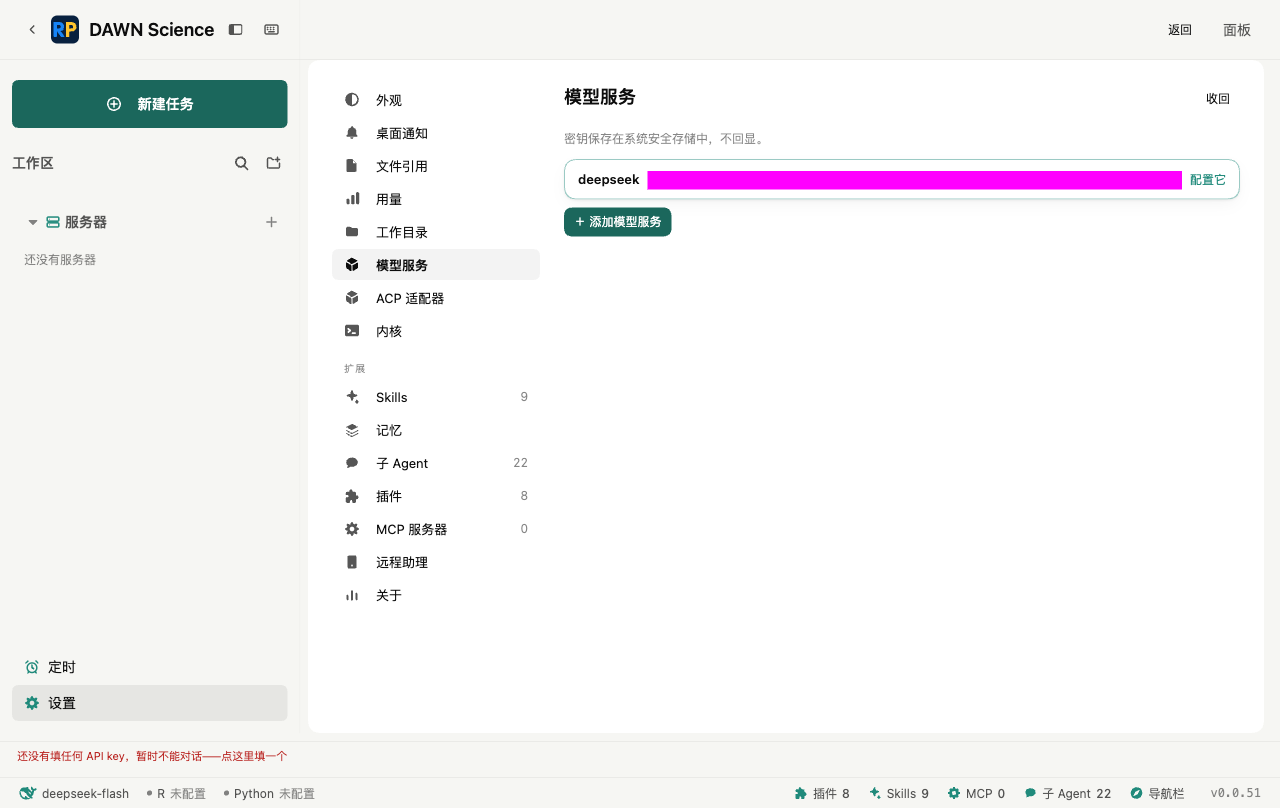 RP DAWN Science
返回
面板
新建任务
工作区
服务器
还没有服务器
定时
设置
外观
桌面通知
文件引用
用量
工作目录
模型服务
ACP 适配器
内核
扩展
Skills 9
记忆
子 Agent 22
插件 8
MCP 服务器 0
远程助理
关于
模型服务
收回
密钥保存在系统安全存储中，不回显。
deepseek 配置它
+ 添加模型服务
还没有填任何 API key，暂时不能对话——点这里填一个
deepseek-flash R 未配置 Python 未配置 插件 8 Skills 9 MCP 0 子 Agent 22 导航栏 v0.0.51